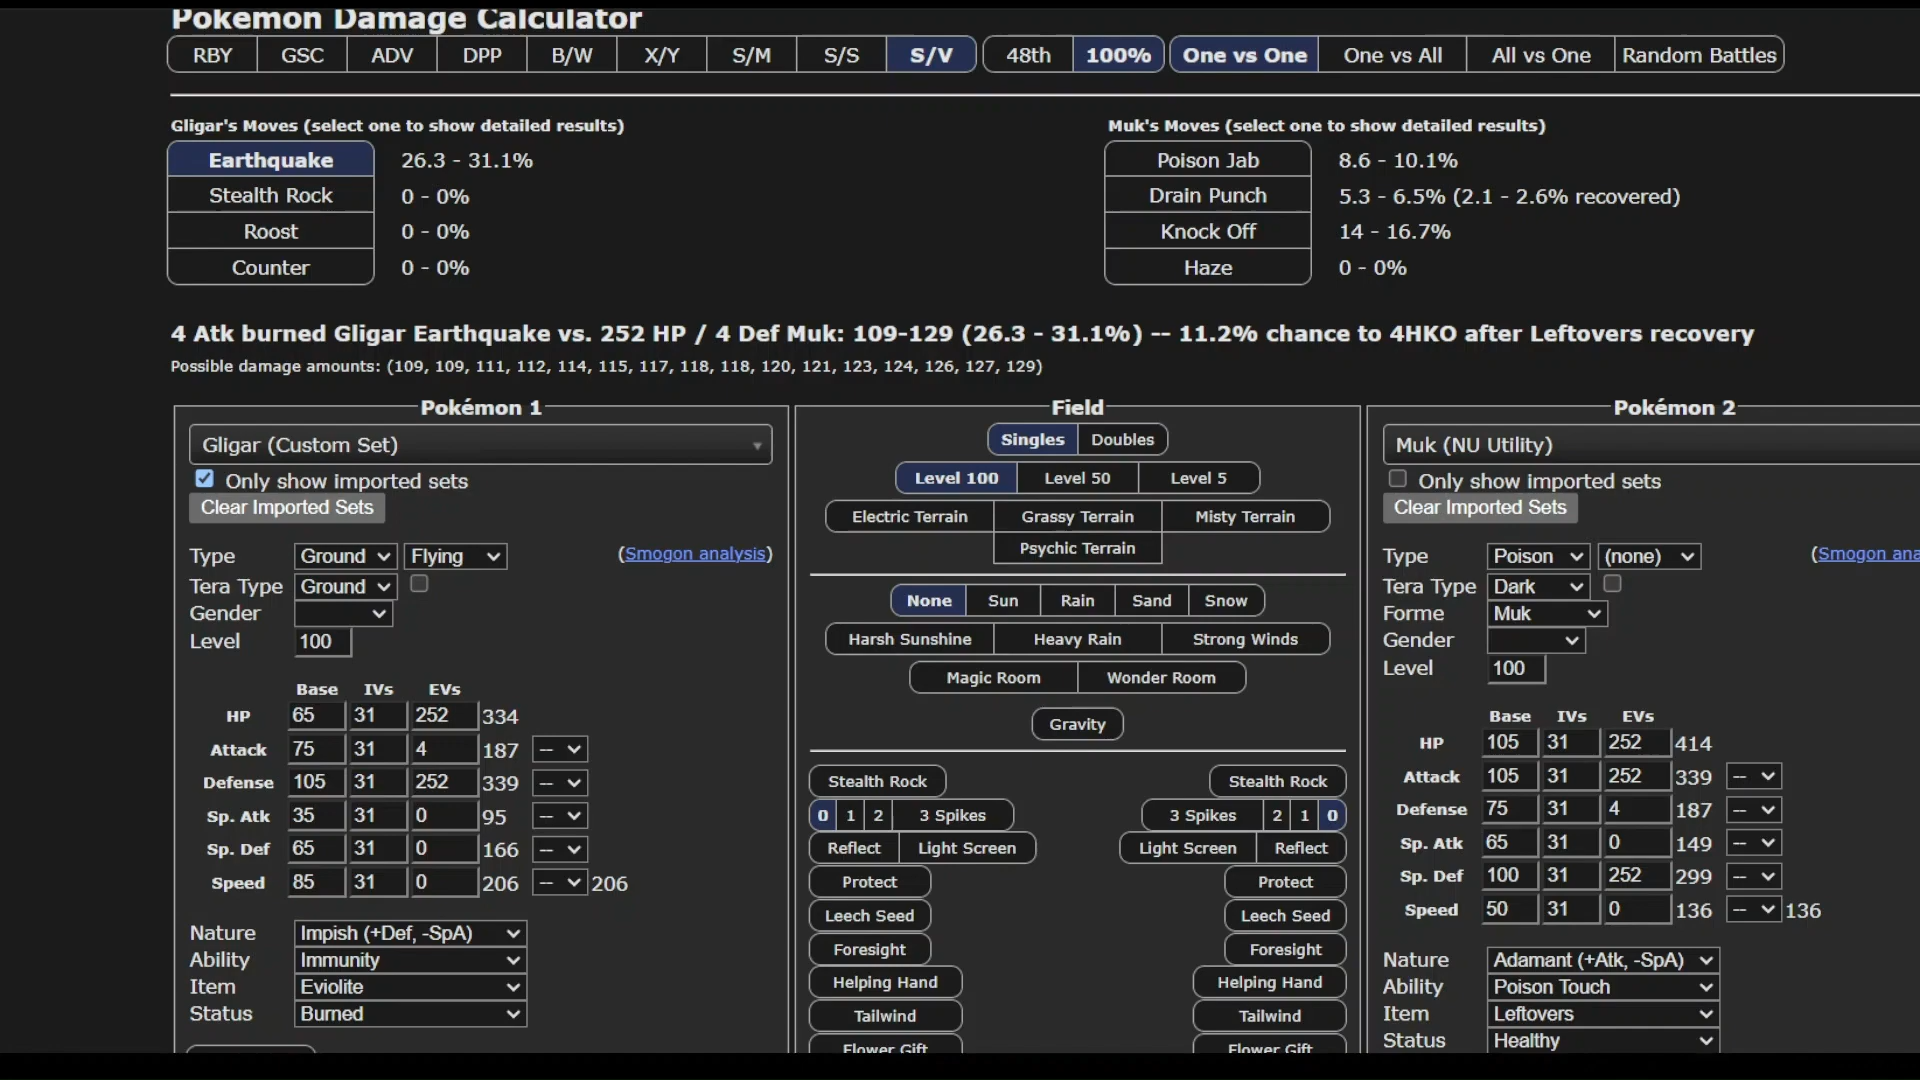 Pokemon Damage Calculator
RBY GSC ADV DPP B/W X/Y S/M S/S S/V 48th 100% One vs One One vs All All vs One Random Battles
Gligar's Moves (select one to show detailed results)
Earthquake 26.3 - 31.1%
Stealth Rock 0 - 0%
Roost 0 - 0%
Counter 0 - 0%
Muk's Moves (select one to show detailed results)
Poison Jab 8.6 - 10.1%
Drain Punch 5.3 - 6.5% (2.1 - 2.6% recovered)
Knock Off 14 - 16.7%
Haze 0 - 0%
4 Atk burned Gligar Earthquake vs. 252 HP / 4 Def Muk: 109-129 (26.3 - 31.1%) -- 11.2% chance to 4HKO after Leftovers recovery
Possible damage amounts: (109, 109, 111, 112, 114, 115, 117, 118, 118, 120, 121, 123, 124, 126, 127, 129)
Pokémon 1
Gligar (Custom Set)
Only show imported sets
Clear Imported Sets
Type Ground Flying (Smogon analysis)
Tera Type Ground
Gender
Level 100
Base IVs EVs
HP 65 31 252 334
Attack 75 31 4 187 --
Defense 105 31 252 339 --
Sp. Atk 35 31 0 95 --
Sp. Def 65 31 0 166 --
Speed 85 31 0 206 -- 206
Nature Impish (+Def, -SpA)
Ability Immunity
Item Eviolite
Status Burned
Field
Singles Doubles
Level 100 Level 50 Level 5
Electric Terrain Grassy Terrain Misty Terrain
Psychic Terrain
None Sun Rain Sand Snow
Harsh Sunshine Heavy Rain Strong Winds
Magic Room Wonder Room
Gravity
Stealth Rock Stealth Rock
0 1 2 3 Spikes 3 Spikes 2 1 0
Reflect Light Screen Light Screen Reflect
Protect Protect
Leech Seed Leech Seed
Foresight Foresight
Helping Hand Helping Hand
Tailwind Tailwind
Flower Gift Flower Gift
Pokémon 2
Muk (NU Utility)
Only show imported sets
Clear Imported Sets
Type Poison (none) (Smogon ana
Tera Type Dark
Forme Muk
Gender
Level 100
Base IVs EVs
HP 105 31 252 414
Attack 105 31 252 339 --
Defense 75 31 4 187 --
Sp. Atk 65 31 0 149 --
Sp. Def 100 31 252 299 --
Speed 50 31 0 136 -- 136
Nature Adamant (+Atk, -SpA)
Ability Poison Touch
Item Leftovers
Status Healthy